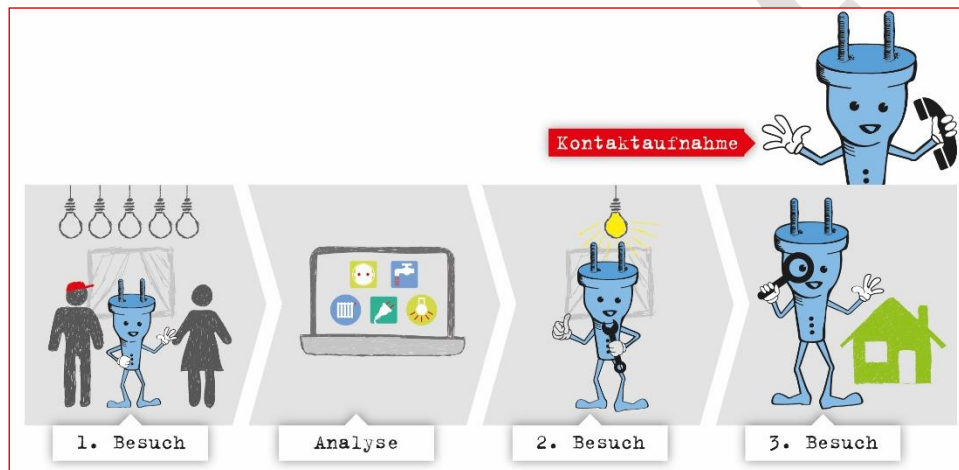 Kontaktaufnahme
1. Besuch
Analyse
2. Besuch
3. Besuch